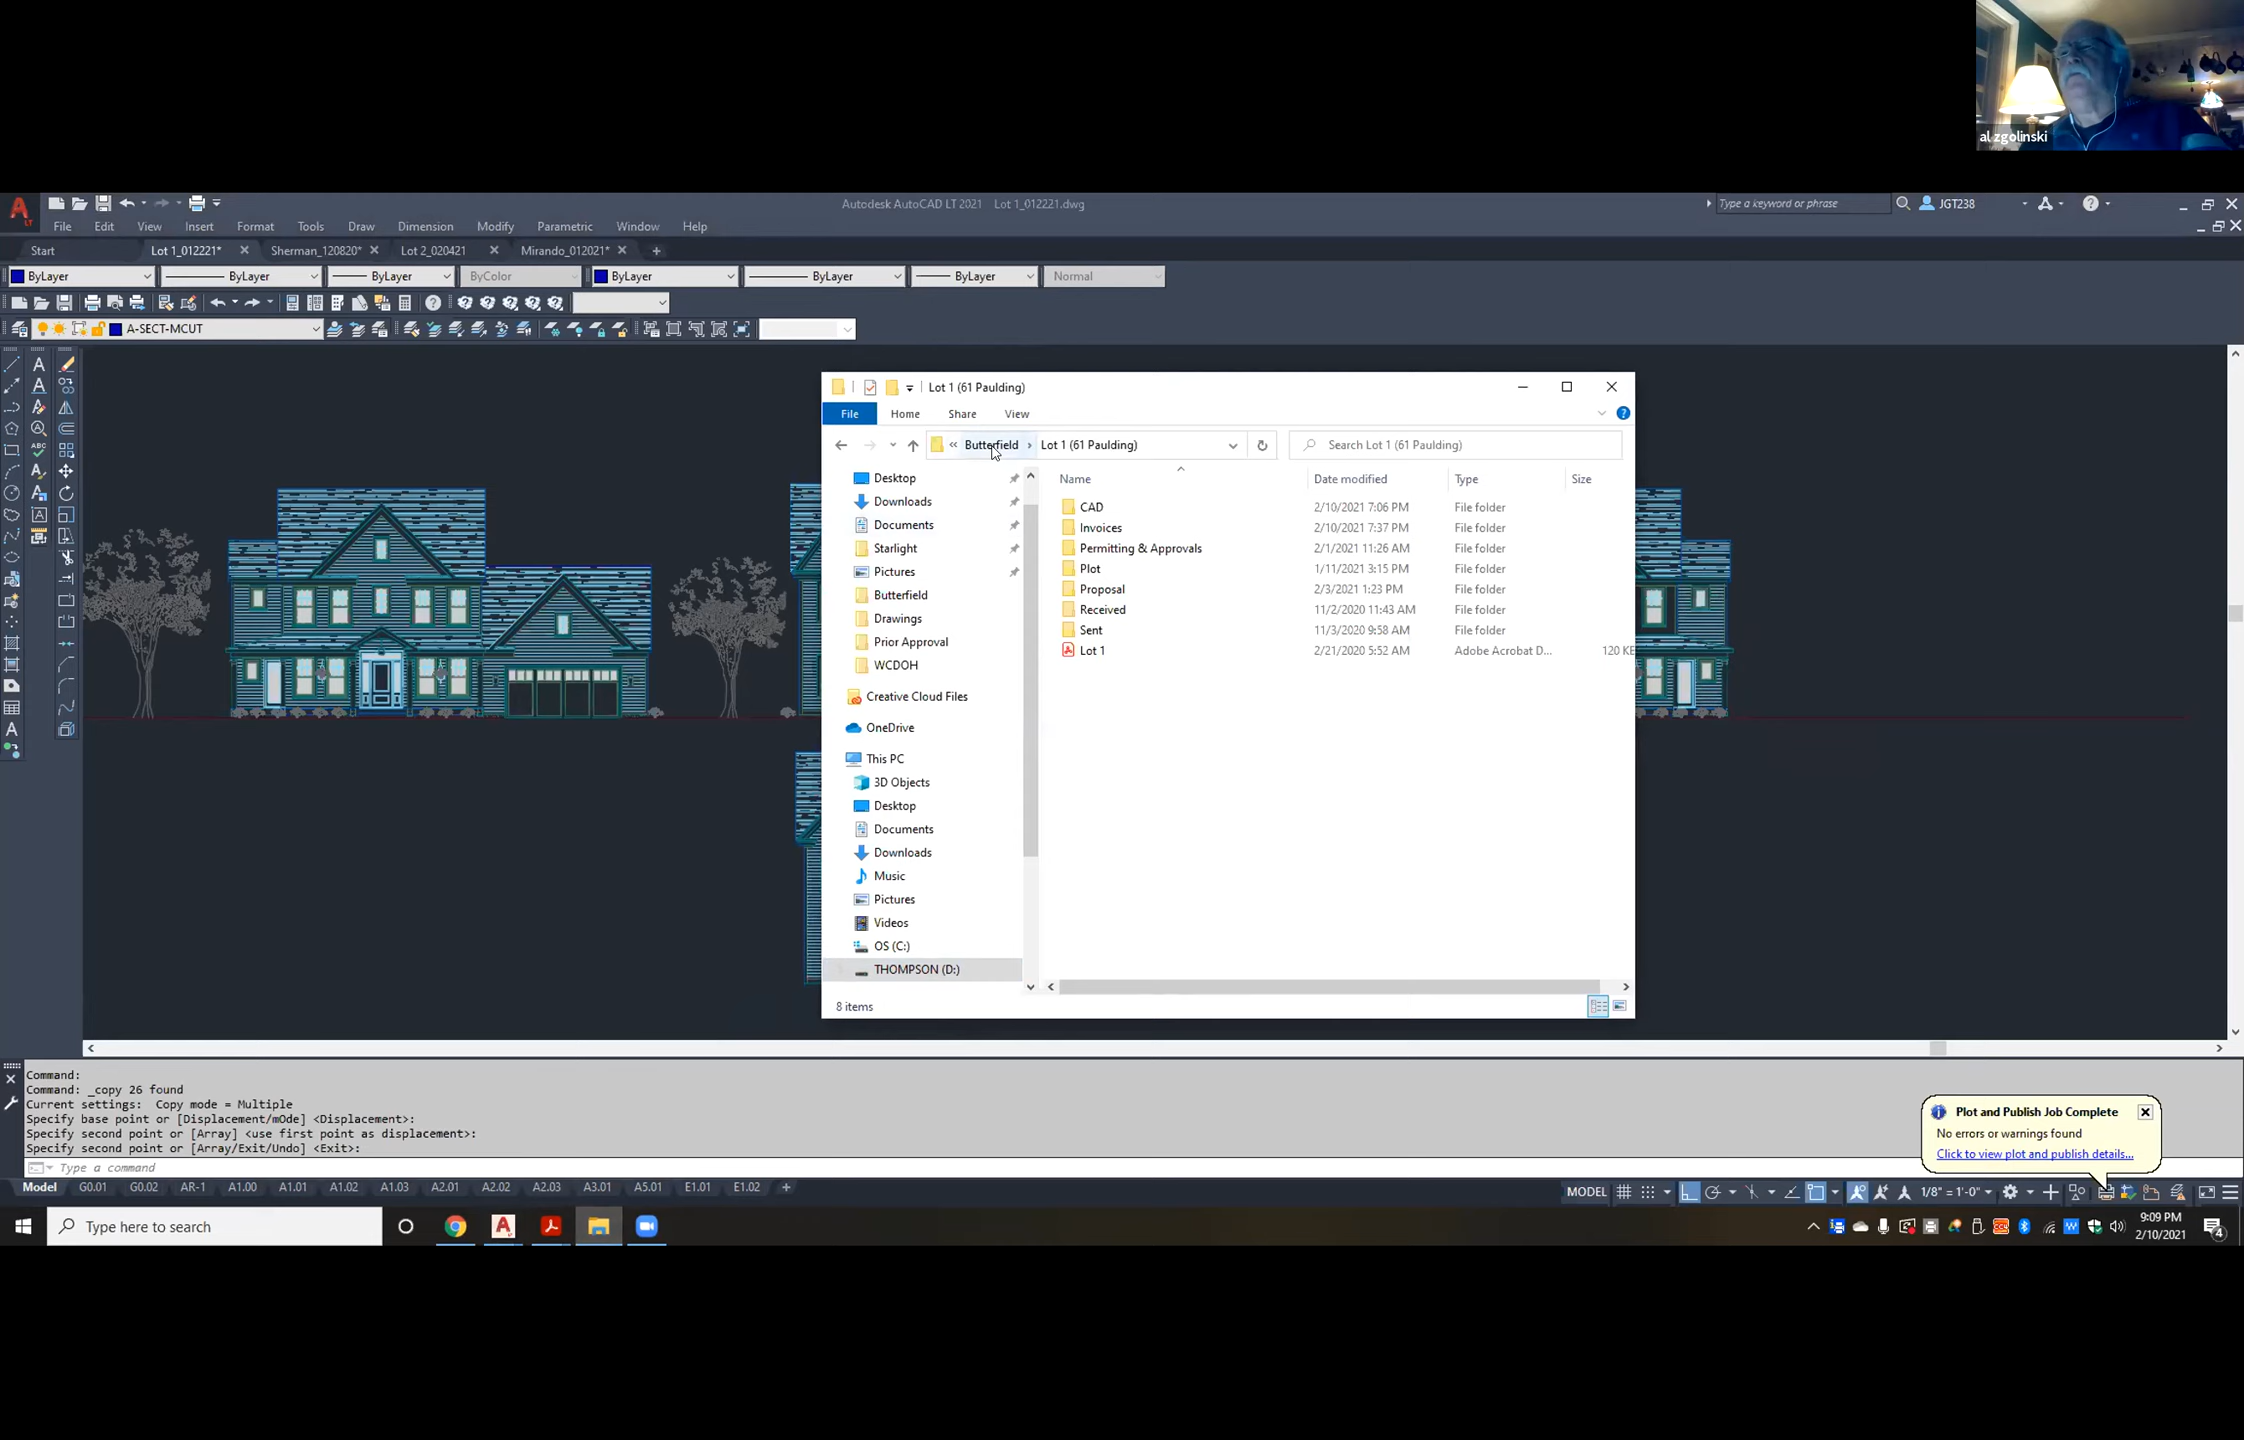 al zgolinski
Autodesk AutoCAD LT 2021 Lot 1_012221.dwg
Type a keyword or phrase
JGT238
File Edit View Insert Format Tools Draw Dimension Modify Parametric Window Help
Start Lot 1_012221* Sherman_120820* Lot 2_020421 Mirando_012021*
ByLayer ByLayer ByLayer ByColor ByLayer ByLayer ByLayer Normal
A-SECT-MCUT
Lot 1 (61 Paulding)
File Home Share View
« Butterfield › Lot 1 (61 Paulding)
Search Lot 1 (61 Paulding)
Desktop
Downloads
Documents
Starlight
Pictures
Butterfield
Drawings
Prior Approval
WCDOH
Creative Cloud Files
OneDrive
This PC
3D Objects
Desktop
Documents
Downloads
Music
Pictures
Videos
OS (C:)
THOMPSON (D:)
Name Date modified Type Size
CAD 2/10/2021 7:06 PM File folder
Invoices 2/10/2021 7:37 PM File folder
Permitting & Approvals 2/1/2021 11:26 AM File folder
Plot 1/11/2021 3:15 PM File folder
Proposal 2/3/2021 1:23 PM File folder
Received 11/2/2020 11:43 AM File folder
Sent 11/3/2020 9:58 AM File folder
Lot 1 2/21/2020 5:52 AM Adobe Acrobat D... 120 KE
8 items
Command:
Command: _copy 26 found
Current settings: Copy mode = Multiple
Specify base point or [Displacement/mOde] <Displacement>:
Specify second point or [Array] <use first point as displacement>:
Specify second point or [Array/Exit/Undo] <Exit>:
Type a command
Plot and Publish Job Complete
No errors or warnings found
Click to view plot and publish details...
Model G0.01 G0.02 AR-1 A1.00 A1.01 A1.02 A1.03 A2.01 A2.02 A2.03 A3.01 A5.01 E1.01 E1.02
MODEL 1/8" = 1'-0"
Type here to search
9:09 PM
2/10/2021
4